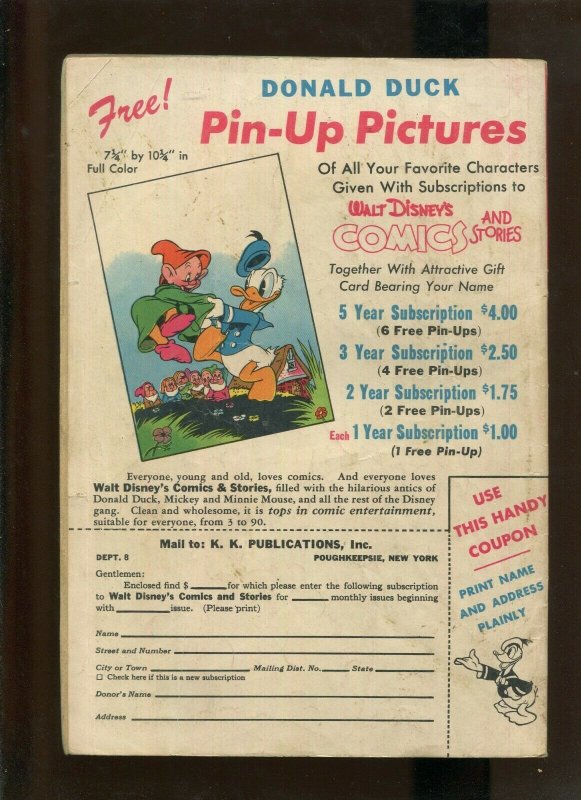 Free!
DONALD DUCK
Pin-Up Pictures
7¼" by 10¼" in
Full Color
Of All Your Favorite Characters
Given With Subscriptions to
WALT DISNEY'S
COMICS AND STORIES
Together With Attractive Gift
Card Bearing Your Name
5 Year Subscription $4.00
(6 Free Pin-Ups)
3 Year Subscription $2.50
(4 Free Pin-Ups)
2 Year Subscription $1.75
(2 Free Pin-Ups)
Each 1 Year Subscription $1.00
(1 Free Pin-Up)
Everyone, young and old, loves comics. And everyone loves
Walt Disney's Comics & Stories, filled with the hilarious antics of
Donald Duck, Mickey and Minnie Mouse, and all the rest of the Disney
gang. Clean and wholesome, it is tops in comic entertainment,
suitable for everyone, from 3 to 90.
Mail to: K. K. PUBLICATIONS, Inc.
DEPT. 8 POUGHKEEPSIE, NEW YORK
Gentlemen:
Enclosed find $ for which please enter the following subscription
to Walt Disney's Comics and Stories for monthly issues beginning
with issue. (Please print)
Name
Street and Number
City or Town Mailing Dist. No. State
Check here if this is a new subscription
Donor's Name
Address
USE
THIS HANDY
COUPON
PRINT NAME
AND ADDRESS
PLAINLY